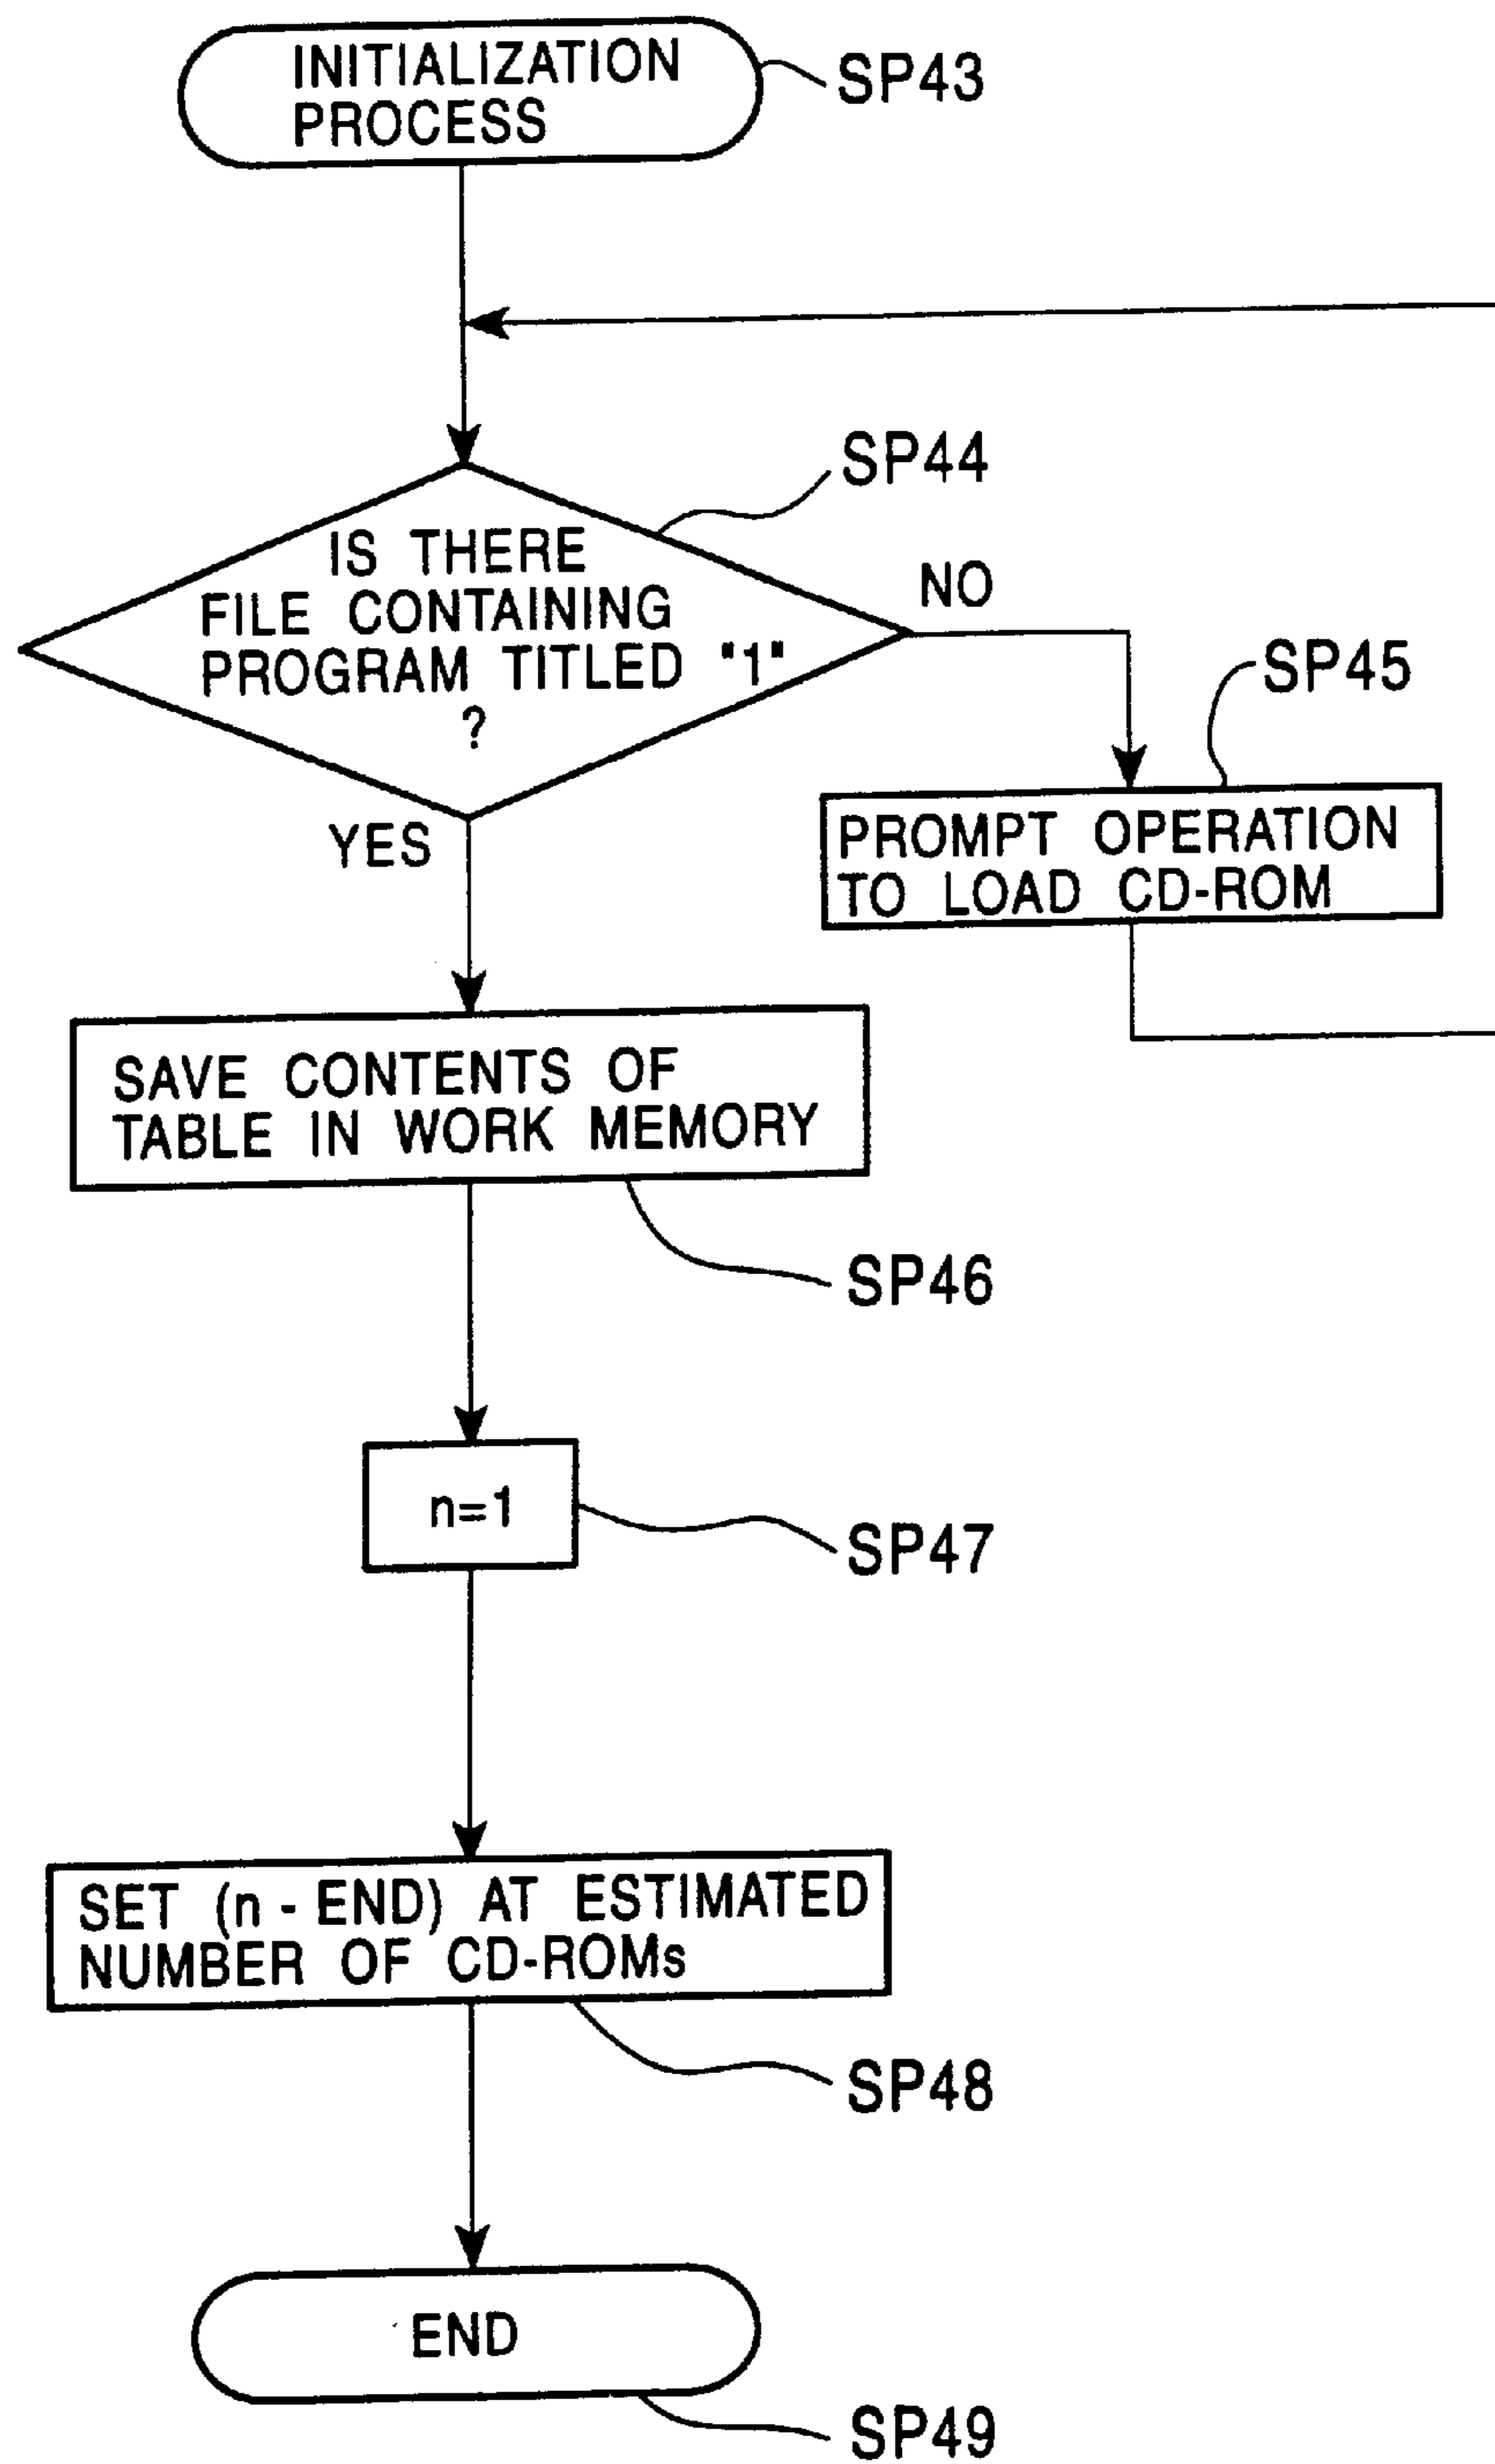 INITIALIZATION
PROCESS
SP43
SP44
IS THERE
FILE CONTAINING
PROGRAM TITLED "1"
?
NO
SP45
YES
PROMPT OPERATION
TO LOAD CD-ROM
SAVE CONTENTS OF
TABLE IN WORK MEMORY
SP46
n=1
SP47
SET (n - END) AT ESTIMATED
NUMBER OF CD-ROMs
SP48
END
SP49